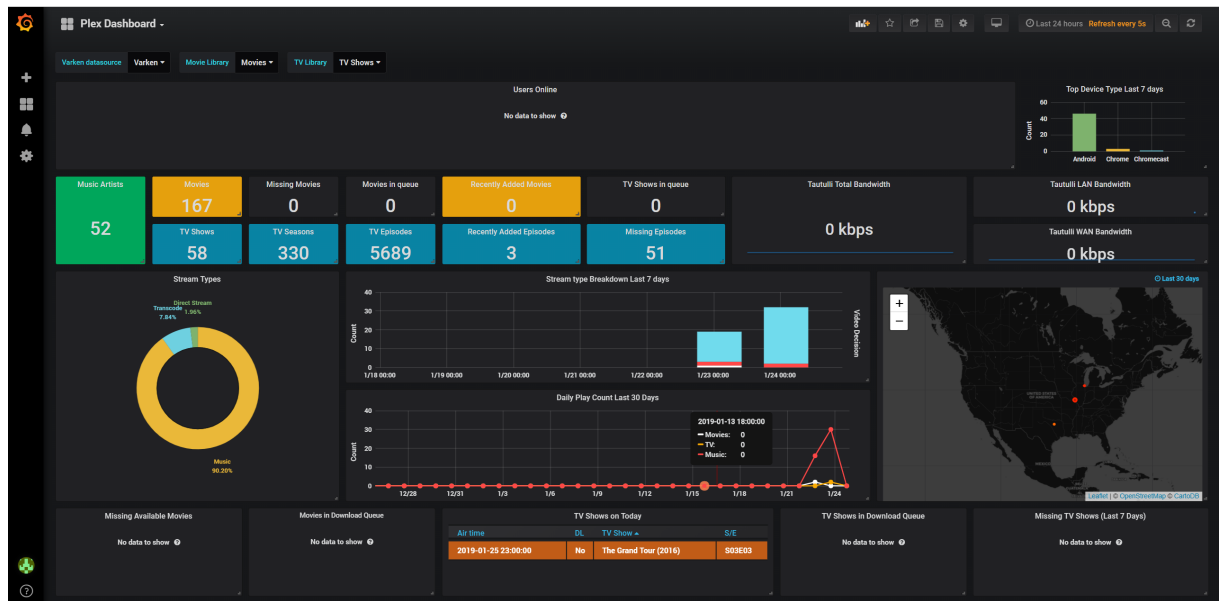 Plex Dashboard
Last 24 hours Refresh every 5s
Varken datasource Varken Movie Library Movies TV Library TV Shows
Users Online
No data to show
Top Device Type Last 7 days
Count
60
40
20
0
Android Chrome Chromecast
Music Artists
52
Movies
167
Missing Movies
0
Movies in queue
0
Recently Added Movies
0
TV Shows in queue
0
TV Shows
58
TV Seasons
330
TV Episodes
5689
Recently Added Episodes
3
Missing Episodes
51
Tautulli Total Bandwidth
0 kbps
Tautulli LAN Bandwidth
0 kbps
Tautulli WAN Bandwidth
0 kbps
Stream Types
Direct Stream
1.96%
Transcode
7.84%
Music
90.20%
Stream type Breakdown Last 7 days
Count
40
30
20
10
0
1/18 00:00 1/19 00:00 1/20 00:00 1/21 00:00 1/22 00:00 1/23 00:00 1/24 00:00
Video Decision
Daily Play Count Last 30 Days
Count
40
30
20
10
0
12/28 12/31 1/3 1/6 1/9 1/12 1/15 1/18 1/21 1/24
2019-01-13 18:00:00
Movies: 0
TV: 0
Music: 0
Last 30 days
+
−
UNITED STATES
OF AMERICA
MEXICO
Leaflet | © OpenStreetMap © CartoDB
Missing Available Movies
No data to show
Movies in Download Queue
No data to show
TV Shows on Today
Air time DL TV Show S/E
2019-01-25 23:00:00 No The Grand Tour (2016) S03E03
TV Shows in Download Queue
No data to show
Missing TV Shows (Last 7 Days)
No data to show